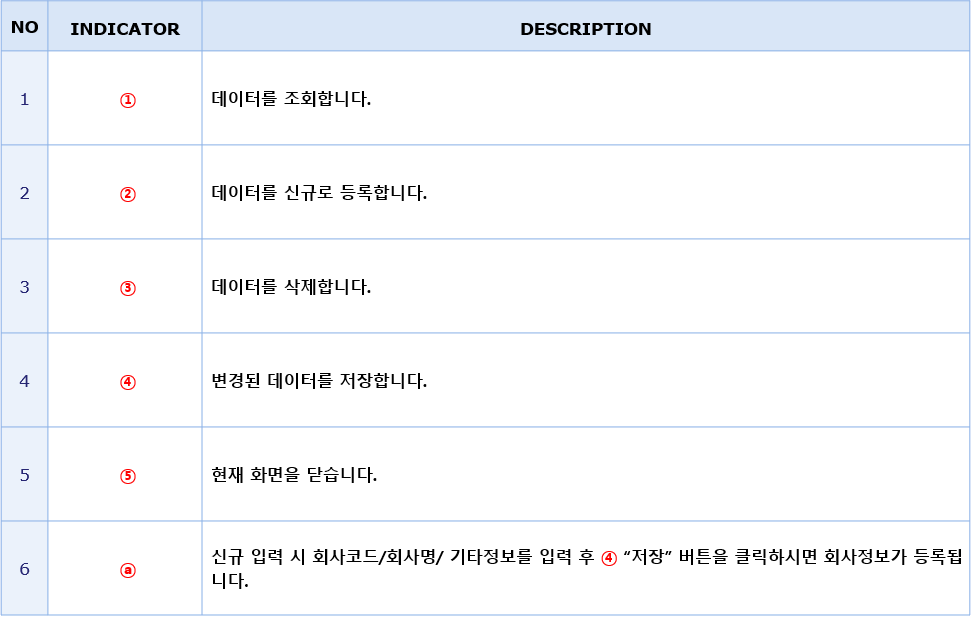 NO INDICATOR DESCRIPTION
1 ① 데이터를 조회합니다.
2 ② 데이터를 신규로 등록합니다.
3 ③ 데이터를 삭제합니다.
4 ④ 변경된 데이터를 저장합니다.
5 ⑤ 현재 화면을 닫습니다.
6 ⓐ 신규 입력 시 회사코드/회사명/ 기타정보를 입력 후 ④ “저장” 버튼을 클릭하시면 회사정보가 등록됩
니다.